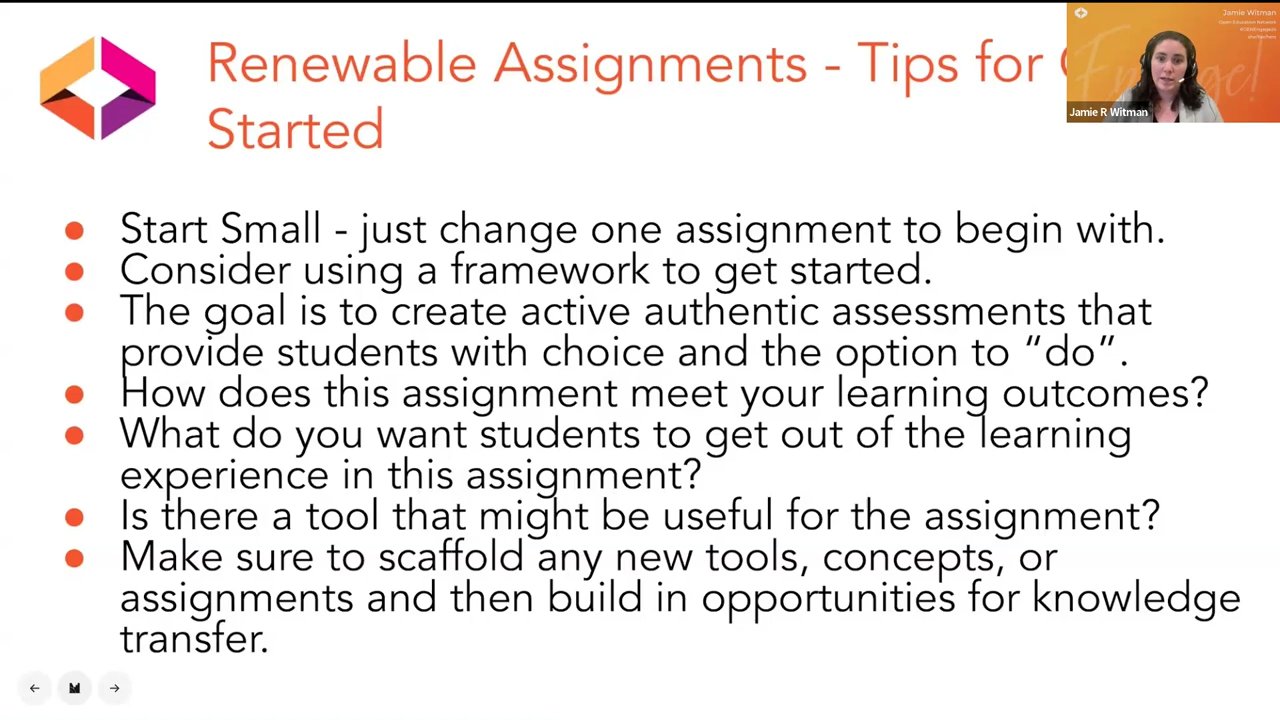 Renewable Assignments - Tips for
Started
Start Small - just change one assignment to begin with.
Consider using a framework to get started.
The goal is to create active authentic assessments that
provide students with choice and the option to “do”.
How does this assignment meet your learning outcomes?
What do you want students to get out of the learning
experience in this assignment?
Is there a tool that might be useful for the assignment?
Make sure to scaffold any new tools, concepts, or
assignments and then build in opportunities for knowledge
transfer.
Jamie Witman
Open Education Network
Jamie R Witman